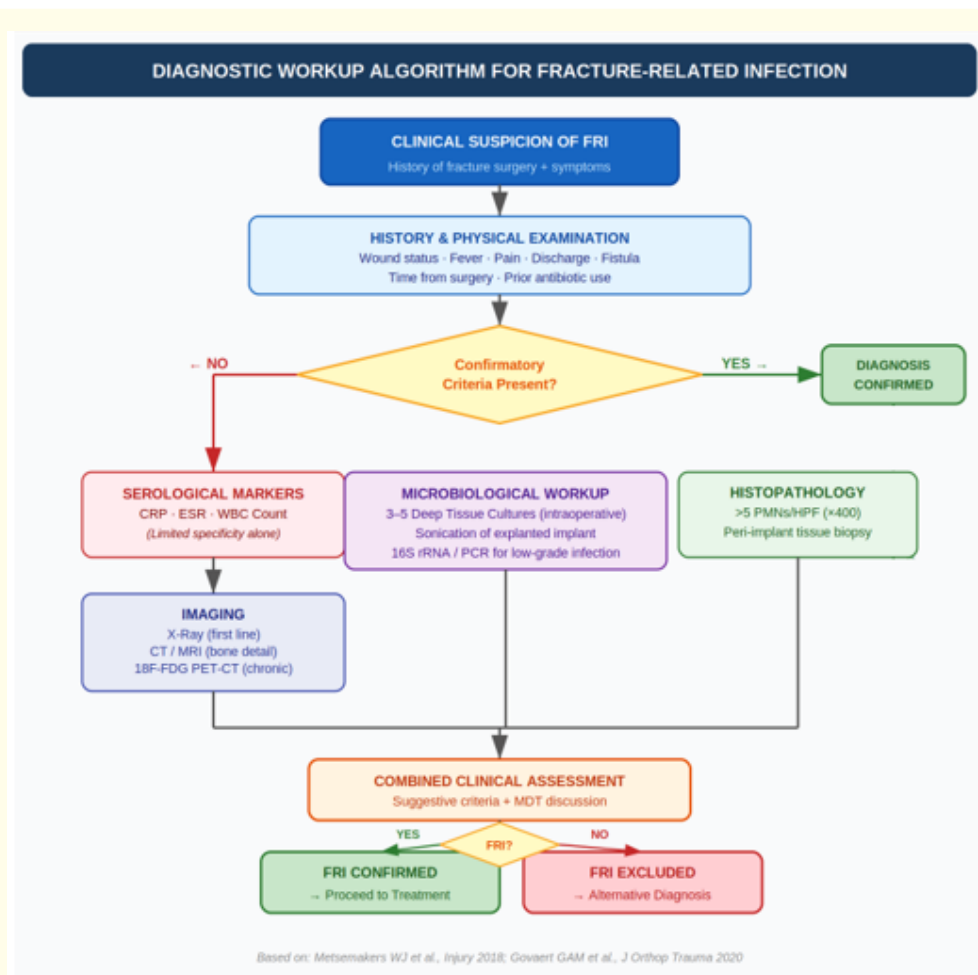 DIAGNOSTIC WORKUP ALGORITHM FOR FRACTURE-RELATED INFECTION
CLINICAL SUSPICION OF FRI
History of fracture surgery + symptoms
HISTORY & PHYSICAL EXAMINATION
Wound status · Fever · Pain · Discharge · Fistula
Time from surgery · Prior antibiotic use
Confirmatory
Criteria Present?
← NO
YES →
DIAGNOSIS
CONFIRMED
SEROLOGICAL MARKERS
CRP · ESR · WBC Count
(Limited specificity alone)
MICROBIOLOGICAL WORKUP
3–5 Deep Tissue Cultures (intraoperative)
Sonication of explanted implant
16S rRNA / PCR for low-grade infection
HISTOPATHOLOGY
>5 PMNs/HPF (×400)
Peri-implant tissue biopsy
IMAGING
X-Ray (first line)
CT / MRI (bone detail)
18F-FDG PET-CT (chronic)
COMBINED CLINICAL ASSESSMENT
Suggestive criteria + MDT discussion
YES
FRI?
NO
FRI CONFIRMED
→ Proceed to Treatment
FRI EXCLUDED
→ Alternative Diagnosis
Based on: Metsemakers WJ et al., Injury 2018; Govaert GAM et al., J Orthop Trauma 2020